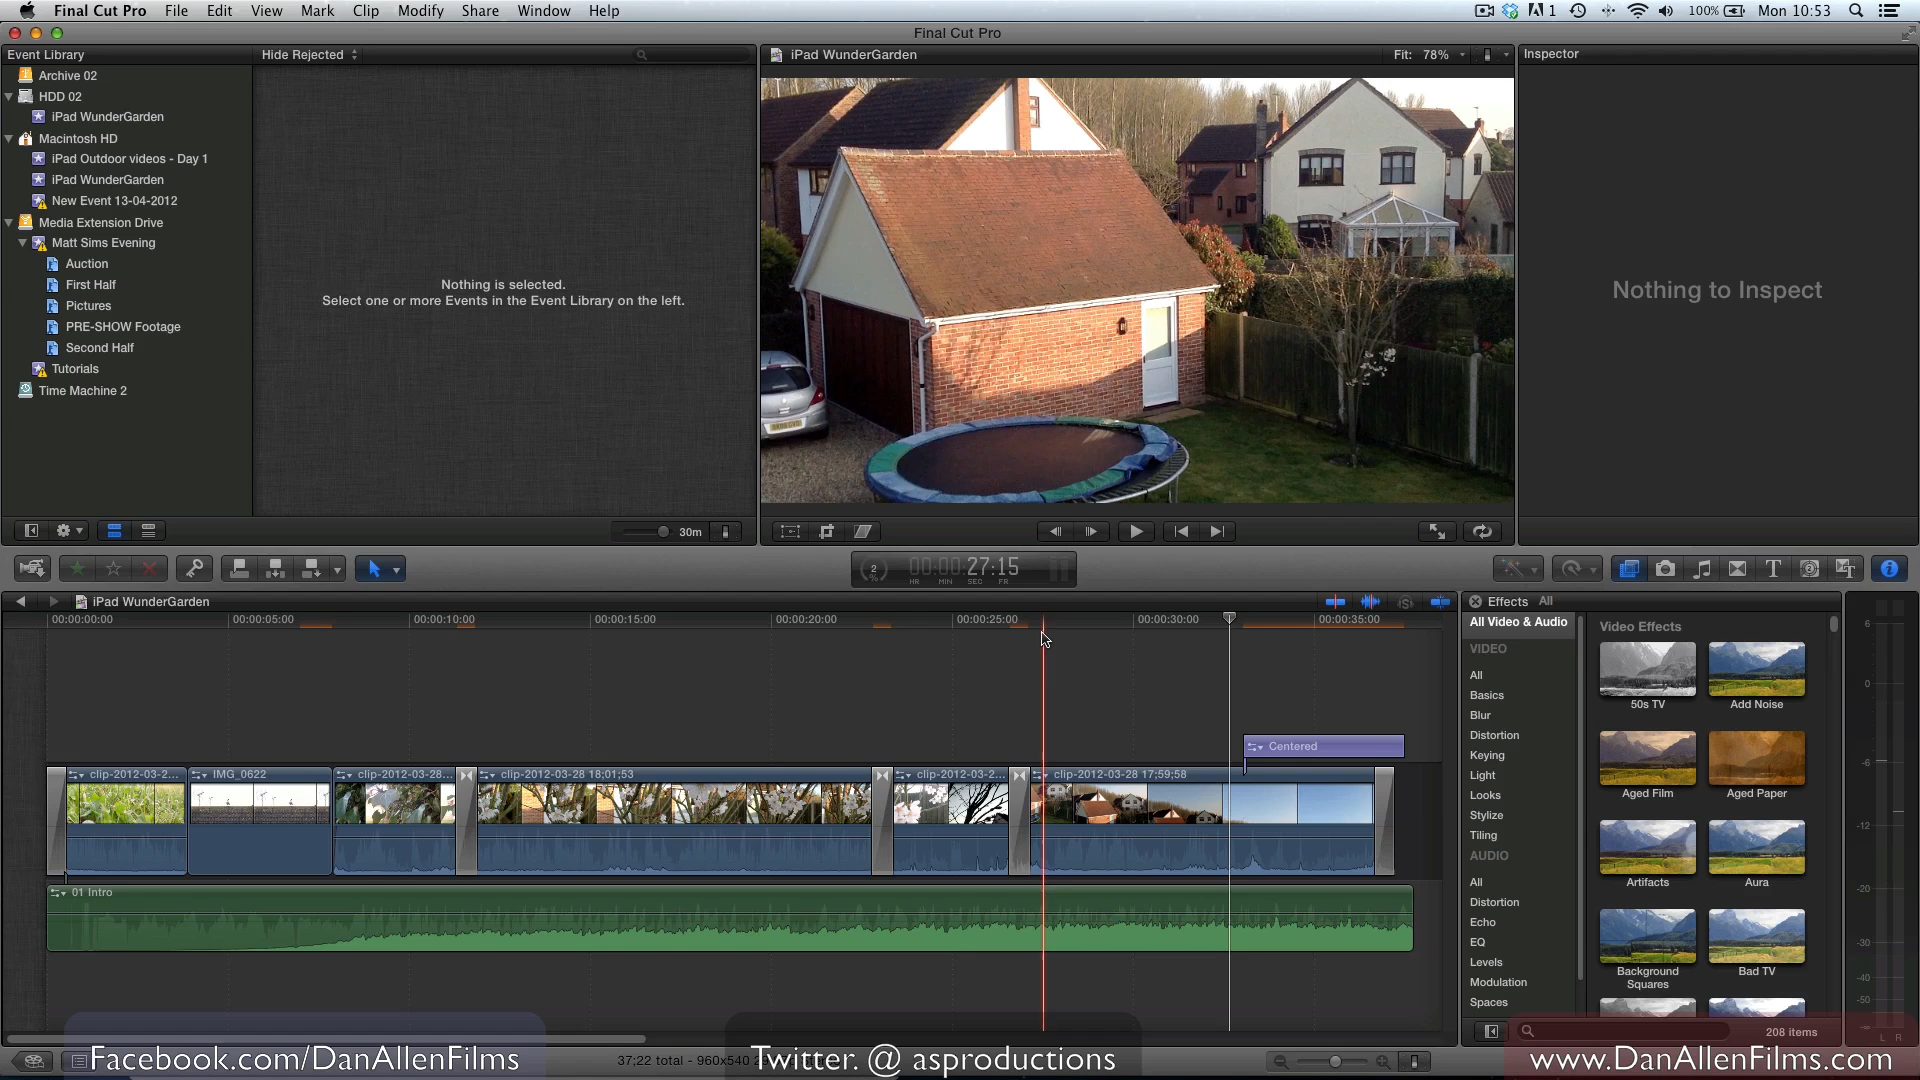 Final Cut Pro File Edit View Mark Clip Modify Share Window Help
1 100% Mon 10:53
Final Cut Pro
Event Library
Hide Rejected
Archive 02
HDD 02
iPad WunderGarden
Macintosh HD
iPad Outdoor videos - Day 1
iPad WunderGarden
New Event 13-04-2012
Media Extension Drive
Matt Sims Evening
Auction
First Half
Pictures
PRE-SHOW Footage
Second Half
Tutorials
Time Machine 2
Nothing is selected.
Select one or more Events in the Event Library on the left.
30m
iPad WunderGarden
Fit: 78%
Inspector
Nothing to Inspect
2 % 00:00:27:15
HR MIN SEC FR
iPad WunderGarden
00:00:00:00 00:00:05:00 00:00:10:00 00:00:15:00 00:00:20:00 00:00:25:00 00:00:30:00 00:00:35:00
Centered
clip-2012-03-2... IMG_0622 clip-2012-03-28... clip-2012-03-28 18;01;53 clip-2012-03-2... clip-2012-03-28 17;59;58
01 Intro
Effects All
All Video & Audio
VIDEO
All
Basics
Blur
Distortion
Keying
Light
Looks
Stylize
Tiling
AUDIO
All
Distortion
Echo
EQ
Levels
Modulation
Spaces
Video Effects
50s TV Add Noise
Aged Film Aged Paper
Artifacts Aura
Background Squares Bad TV
208 items
6
0
-6
-12
-20
-30
-40
-50
-∞
L R
37;22 total - 960x540
Facebook.com/DanAllenFilms
Twitter. @ asproductions
www.DanAllenFilms.com